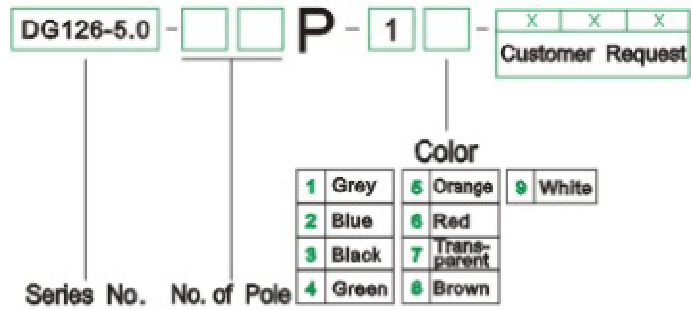 DG126-5.0 - P - 1 - X X X
Customer Request
Color
1 Grey 5 Orange 9 White
2 Blue 6 Red
3 Black 7 Trans-
parent
4 Green 8 Brown
Series No. No. of Pole